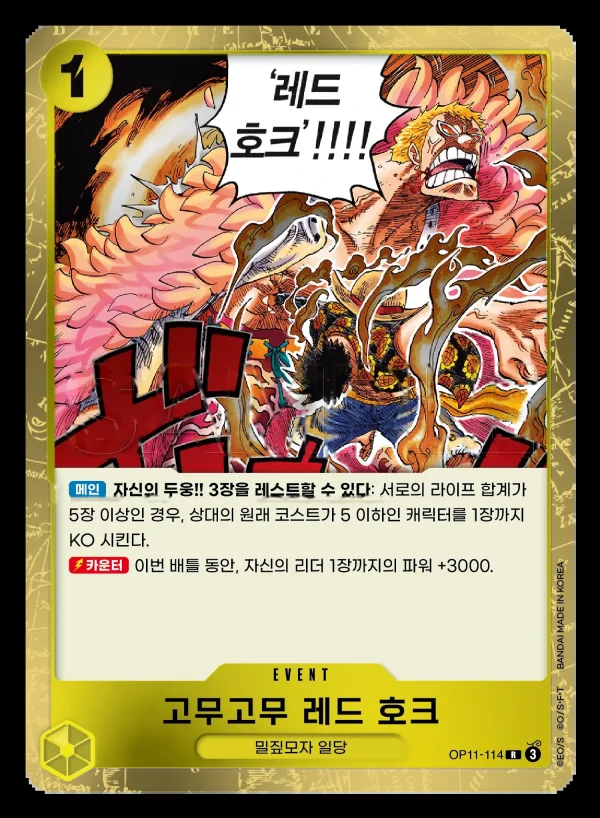 1
'레드
호크'!!!!
메인 자신의 두웅!! 3장을 레스트할 수 있다: 서로의 라이프 합계가
5장 이상인 경우, 상대의 원래 코스트가 5 이하인 캐릭터를 1장까지
KO 시킨다.
카운터 이번 배틀 동안, 자신의 리더 1장까지의 파워 +3000.
EVENT
고무고무 레드 호크
밀짚모자 일당
OP11-114 R 3
©EO/S ©O/S·F·T BANDAI MADE IN KOREA